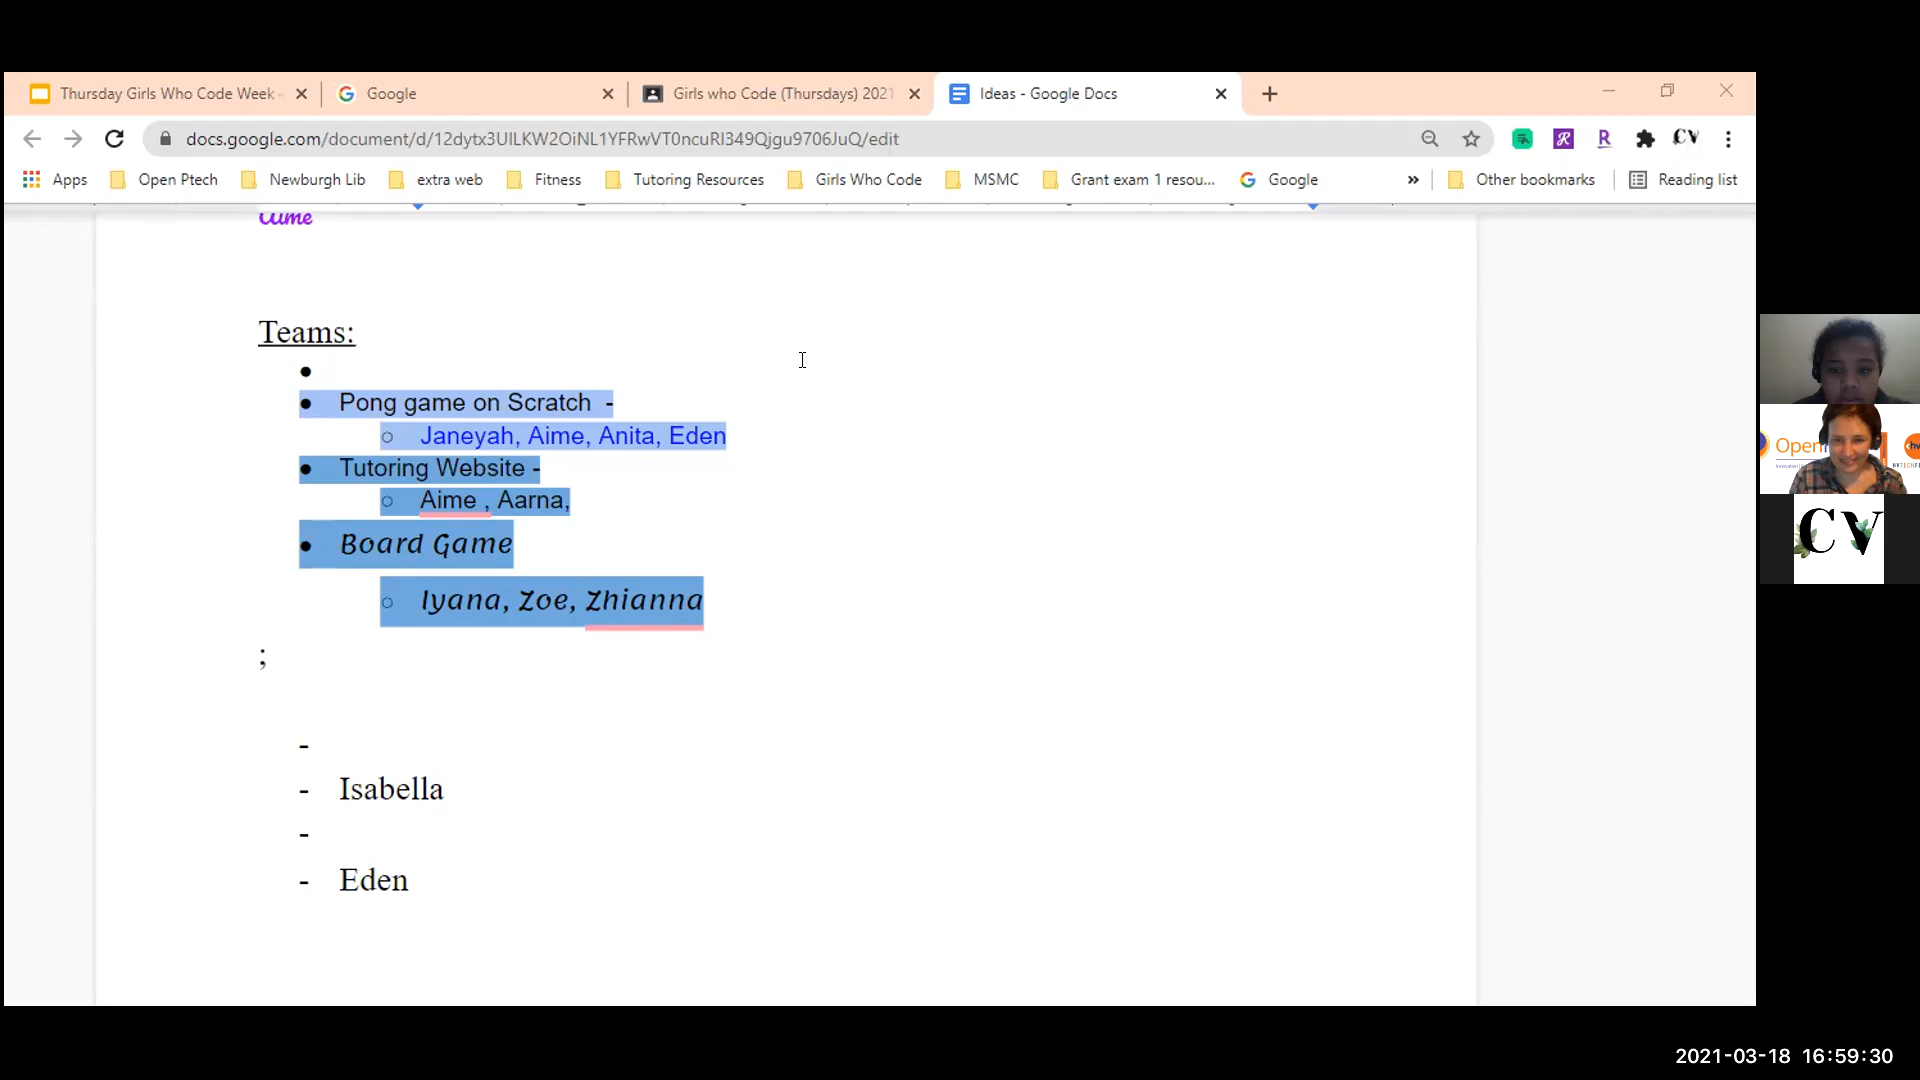 Thursday Girls Who Code Week
Google
Girls who Code (Thursdays) 2021
Ideas - Google Docs
docs.google.com/document/d/12dytx3UILKW2OiNL1YFRwVT0ncuRI349Qjgu9706JuQ/edit
CV
Apps
Open Ptech
Newburgh Lib
extra web
Fitness
Tutoring Resources
Girls Who Code
MSMC
Grant exam 1 resou...
Google
»
Other bookmarks
Reading list
Aime
Teams:
●
● Pong game on Scratch -
○ Janeyah, Aime, Anita, Eden
● Tutoring Website -
○ Aime , Aarna,
● Board Game
○ Iyana, Zoe, Zhianna
;
-
- Isabella
-
- Eden
Open
CV
2021-03-18 16:59:30